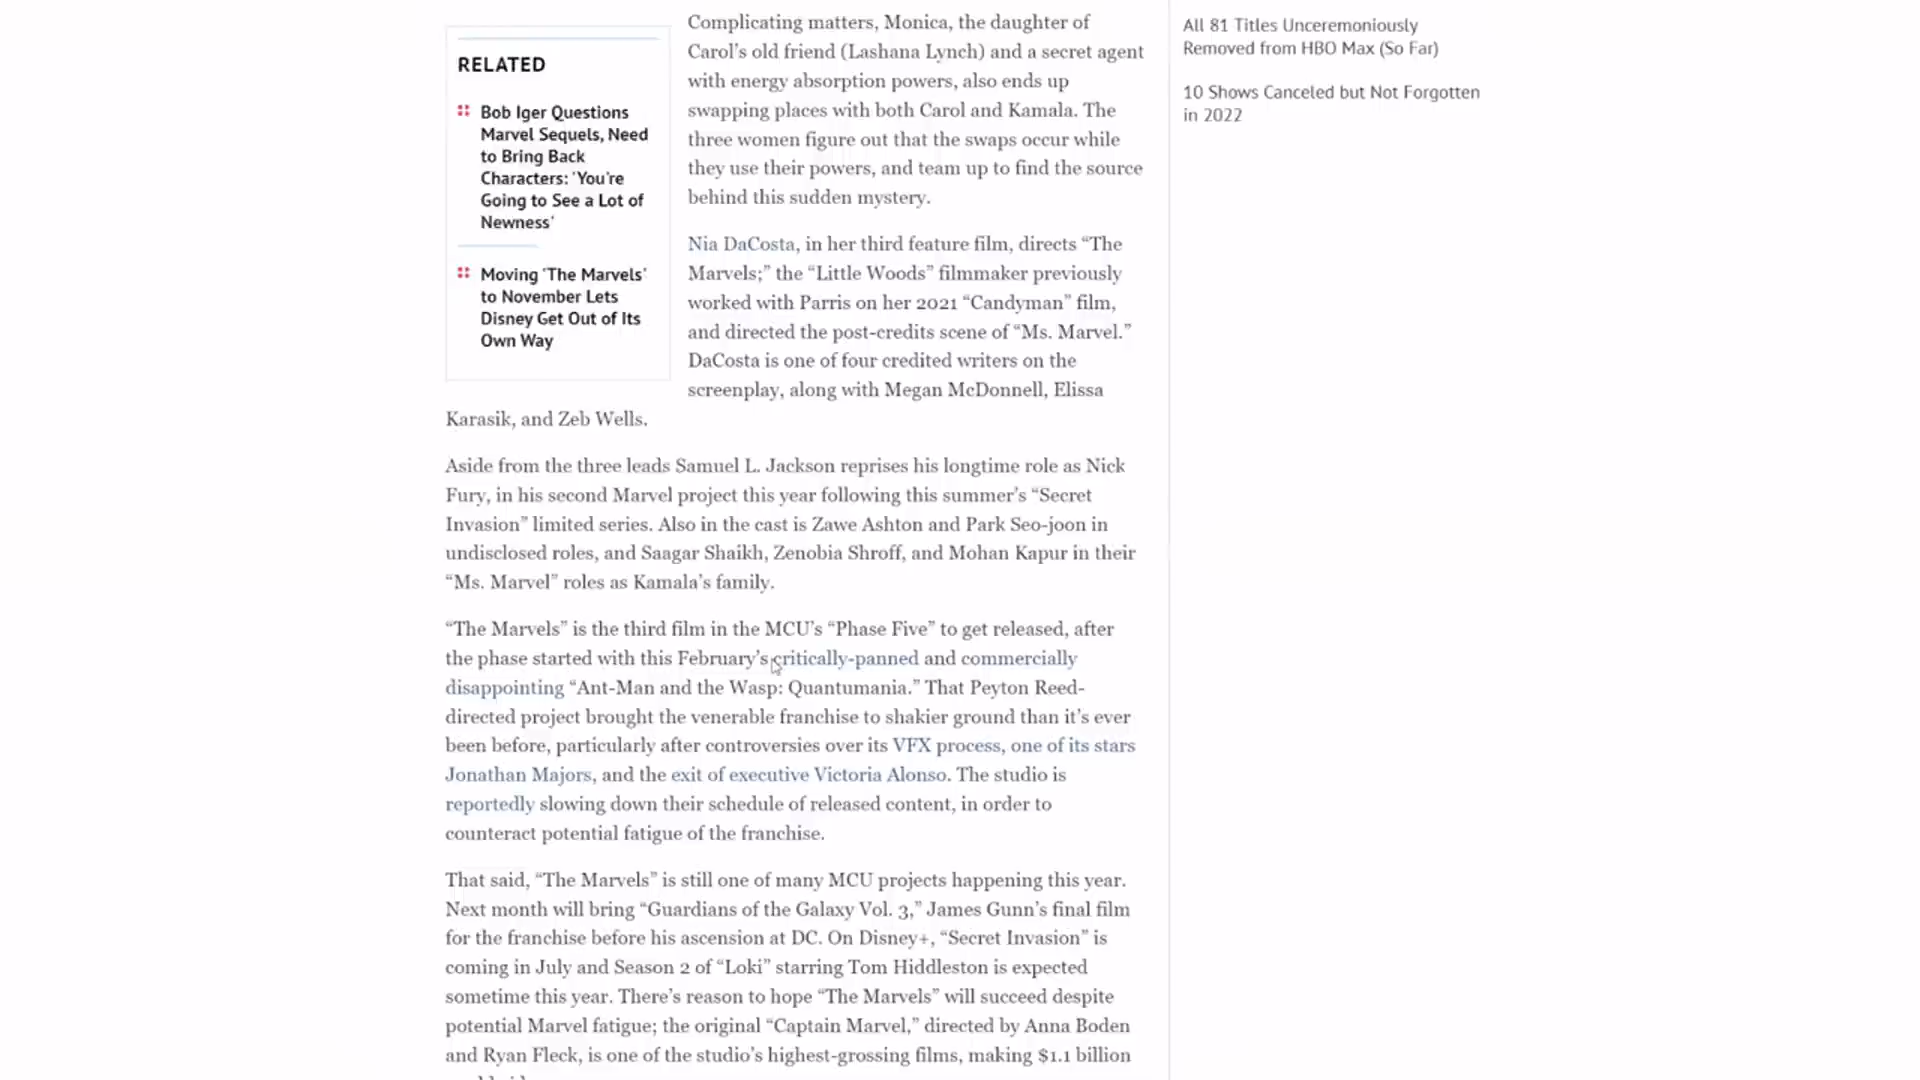 RELATED
Bob Iger Questions
Marvel Sequels, Need
to Bring Back
Characters: 'You're
Going to See a Lot of
Newness'
Moving 'The Marvels'
to November Lets
Disney Get Out of Its
Own Way
Complicating matters, Monica, the daughter of
Carol's old friend (Lashana Lynch) and a secret agent
with energy absorption powers, also ends up
swapping places with both Carol and Kamala. The
three women figure out that the swaps occur while
they use their powers, and team up to find the source
behind this sudden mystery.
Nia DaCosta, in her third feature film, directs “The
Marvels;” the “Little Woods” filmmaker previously
worked with Parris on her 2021 “Candyman” film,
and directed the post-credits scene of “Ms. Marvel.”
DaCosta is one of four credited writers on the
screenplay, along with Megan McDonnell, Elissa
Karasik, and Zeb Wells.
Aside from the three leads Samuel L. Jackson reprises his longtime role as Nick
Fury, in his second Marvel project this year following this summer's “Secret
Invasion” limited series. Also in the cast is Zawe Ashton and Park Seo-joon in
undisclosed roles, and Saagar Shaikh, Zenobia Shroff, and Mohan Kapur in their
“Ms. Marvel” roles as Kamala's family.
“The Marvels” is the third film in the MCU's “Phase Five” to get released, after
the phase started with this February's critically-panned and commercially
disappointing “Ant-Man and the Wasp: Quantumania.” That Peyton Reed-
directed project brought the venerable franchise to shakier ground than it's ever
been before, particularly after controversies over its VFX process, one of its stars
Jonathan Majors, and the exit of executive Victoria Alonso. The studio is
reportedly slowing down their schedule of released content, in order to
counteract potential fatigue of the franchise.
That said, “The Marvels” is still one of many MCU projects happening this year.
Next month will bring “Guardians of the Galaxy Vol. 3,” James Gunn's final film
for the franchise before his ascension at DC. On Disney+, “Secret Invasion” is
coming in July and Season 2 of “Loki” starring Tom Hiddleston is expected
sometime this year. There's reason to hope “The Marvels” will succeed despite
potential Marvel fatigue; the original “Captain Marvel,” directed by Anna Boden
and Ryan Fleck, is one of the studio's highest-grossing films, making $1.1 billion
All 81 Titles Unceremoniously
Removed from HBO Max (So Far)
10 Shows Canceled but Not Forgotten
in 2022